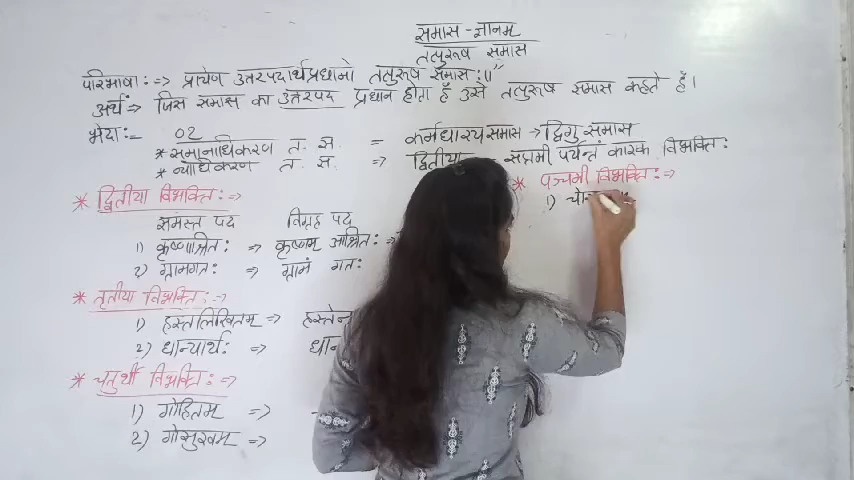 समास -ज्ञानम्
तत्पुरूष समास
परिभाषा :=> प्रायेण उत्तरपदार्थप्रधानो तत्पुरूष समास :॥"
अर्थ => जिस समास का उत्तरपद प्रधान होता हैं उसे तत्पुरूष समास कहते हैं।
भेदा :- 02
* समानाधिकरण त. स. = कर्मधारय समास -> द्विगु समास
* व्याधिकरण त. स. => द्वितीया सप्तमी पर्यन्तं कारक विभक्ति:
* द्वितीया विभक्ति :=>
समस्त पद विग्रह पद
1) कृष्णाश्रित: => कृष्णम् आश्रित:
2) ग्रामगत: => ग्रामं गत:
* तृतीया विभक्ति :=>
1) हस्तलिखितम् => हस्तेन
2) धान्यार्थ: => धान
* चतुर्थी विभक्ति :=>
1) गोहितम् =>
2) गोसुखम् =>
* पञ्चमी विभक्ति :=>
1)